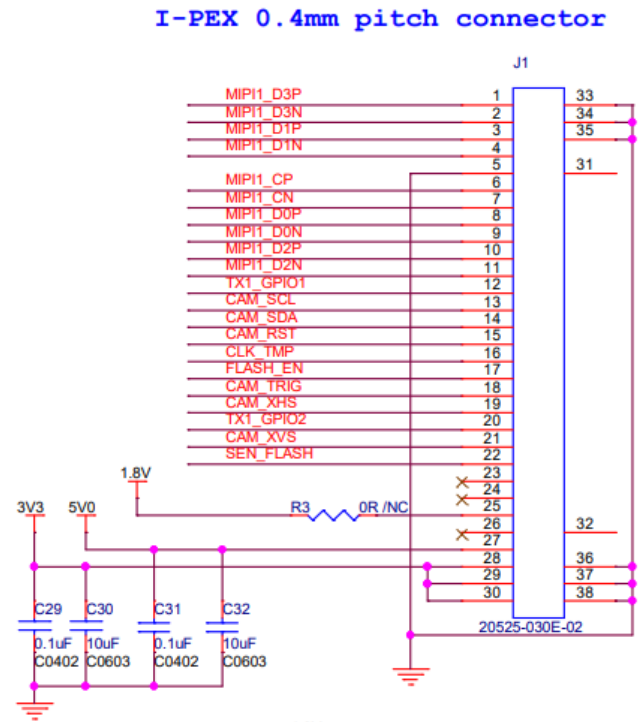 I-PEX 0.4mm pitch connector
J1
MIPI1_D3P 1 33
MIPI1_D3N 2 34
MIPI1_D1P 3 35
MIPI1_D1N 4
5 31
MIPI1_CP 6
MIPI1_CN 7
MIPI1_D0P 8
MIPI1_D0N 9
MIPI1_D2P 10
MIPI1_D2N 11
TX1_GPIO1 12
CAM_SCL 13
CAM_SDA 14
CAM_RST 15
CLK_TMP 16
FLASH_EN 17
CAM_TRIG 18
CAM_XHS 19
TX1_GPIO2 20
CAM_XVS 21
SEN_FLASH 22
1.8V 23
24
3V3 5V0 R3 0R /NC 25
26 32
27
28 36
29 37
30 38
C29 C30 C31 C32 20525-030E-02
0.1uF 10uF 0.1uF 10uF
C0402 C0603 C0402 C0603